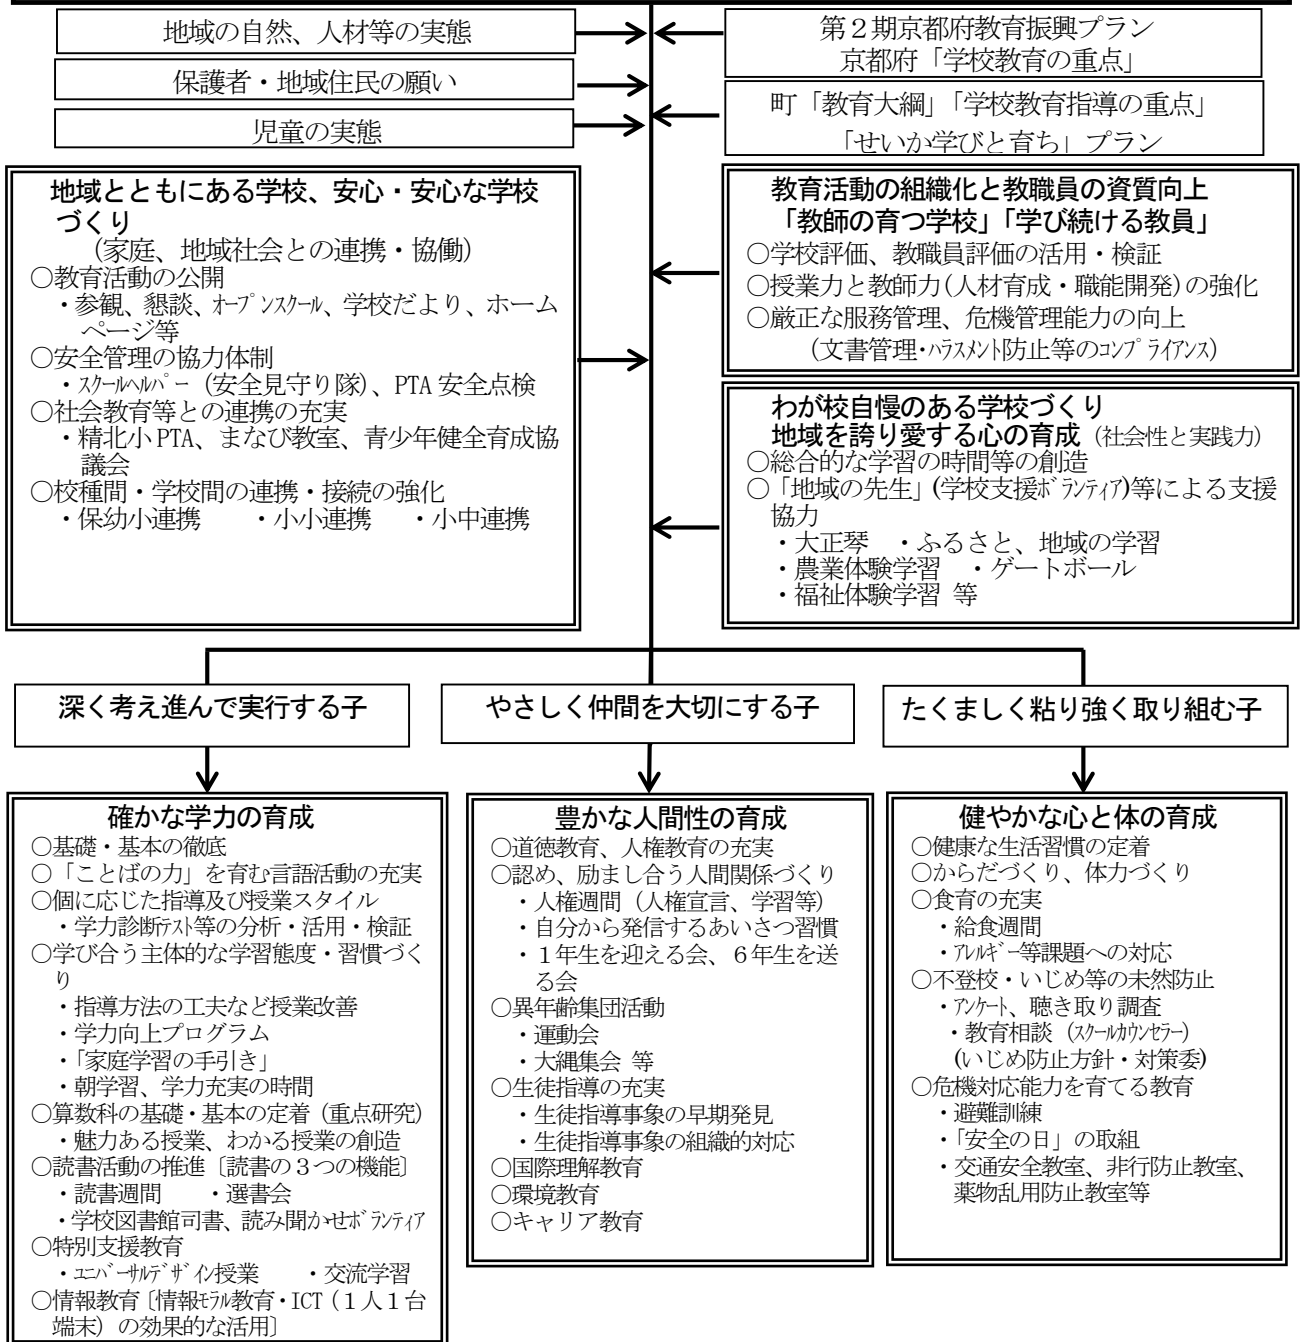 地域の自然、人材等の実態
保護者・地域住民の願い
児童の実態
第２期京都府教育振興プラン
京都府「学校教育の重点」
町「教育大綱」「学校教育指導の重点」
「せいか学びと育ち」プラン
地域とともにある学校、安心・安心な学校
づくり
(家庭、地域社会との連携・協働)
○教育活動の公開
・参観、懇談、ｵｰﾌﾟﾝｽｸｰﾙ、学校だより、ホーム
ページ等
○安全管理の協力体制
・ｽｸｰﾙﾍﾙﾊﾟｰ（安全見守り隊）、PTA 安全点検
○社会教育等との連携の充実
・精北小 PTA、まなび教室、青少年健全育成協
議会
○校種間・学校間の連携・接続の強化
・保幼小連携　　・小小連携　　・小中連携
教育活動の組織化と教職員の資質向上
「教師の育つ学校」「学び続ける教員」
○学校評価、教職員評価の活用・検証
○授業力と教師力(人材育成・職能開発)の強化
○厳正な服務管理、危機管理能力の向上
(文書管理･ﾊﾗｽﾒﾝﾄ防止等のｺﾝﾌﾟﾗｲｱﾝｽ)
わが校自慢のある学校づくり
地域を誇り愛する心の育成（社会性と実践力）
○総合的な学習の時間等の創造
○「地域の先生」(学校支援ﾎﾞﾗﾝﾃｨｱ)等による支援
協力
・大正琴　・ふるさと、地域の学習
・農業体験学習　・ゲートボール
・福祉体験学習 等
深く考え進んで実行する子
やさしく仲間を大切にする子
たくましく粘り強く取り組む子
確かな学力の育成
○基礎・基本の徹底
○「ことばの力」を育む言語活動の充実
○個に応じた指導及び授業スタイル
・学力診断ﾃｽﾄ等の分析・活用・検証
○学び合う主体的な学習態度・習慣づく
り
・指導方法の工夫など授業改善
・学力向上プログラム
・「家庭学習の手引き」
・朝学習、学力充実の時間
○算数科の基礎・基本の定着（重点研究）
・魅力ある授業、わかる授業の創造
○読書活動の推進〔読書の３つの機能〕
・読書週間　　・選書会
・学校図書館司書、読み聞かせﾎﾞﾗﾝﾃｨｱ
○特別支援教育
・ﾕﾆﾊﾞｰｻﾙﾃﾞｻﾞｲﾝ授業　　・交流学習
○情報教育〔情報ﾓﾗﾙ教育・ICT（１人１台
端末）の効果的な活用〕
豊かな人間性の育成
○道徳教育、人権教育の充実
○認め、励まし合う人間関係づくり
・人権週間（人権宣言、学習等）
・自分から発信するあいさつ習慣
・１年生を迎える会、６年生を送
る会
○異年齢集団活動
・運動会
・大縄集会 等
○生徒指導の充実
・生徒指導事象の早期発見
・生徒指導事象の組織的対応
○国際理解教育
○環境教育
○キャリア教育
健やかな心と体の育成
○健康な生活習慣の定着
○からだづくり、体力づくり
○食育の充実
・給食週間
・ｱﾚﾙｷﾞｰ等課題への対応
○不登校・いじめ等の未然防止
・ｱﾝｹｰﾄ、聴き取り調査
・教育相談（ｽｸｰﾙｶｳﾝｾﾗｰ）
(いじめ防止方針・対策委)
○危機対応能力を育てる教育
・避難訓練
・「安全の日」の取組
・交通安全教室、非行防止教室、
薬物乱用防止教室等